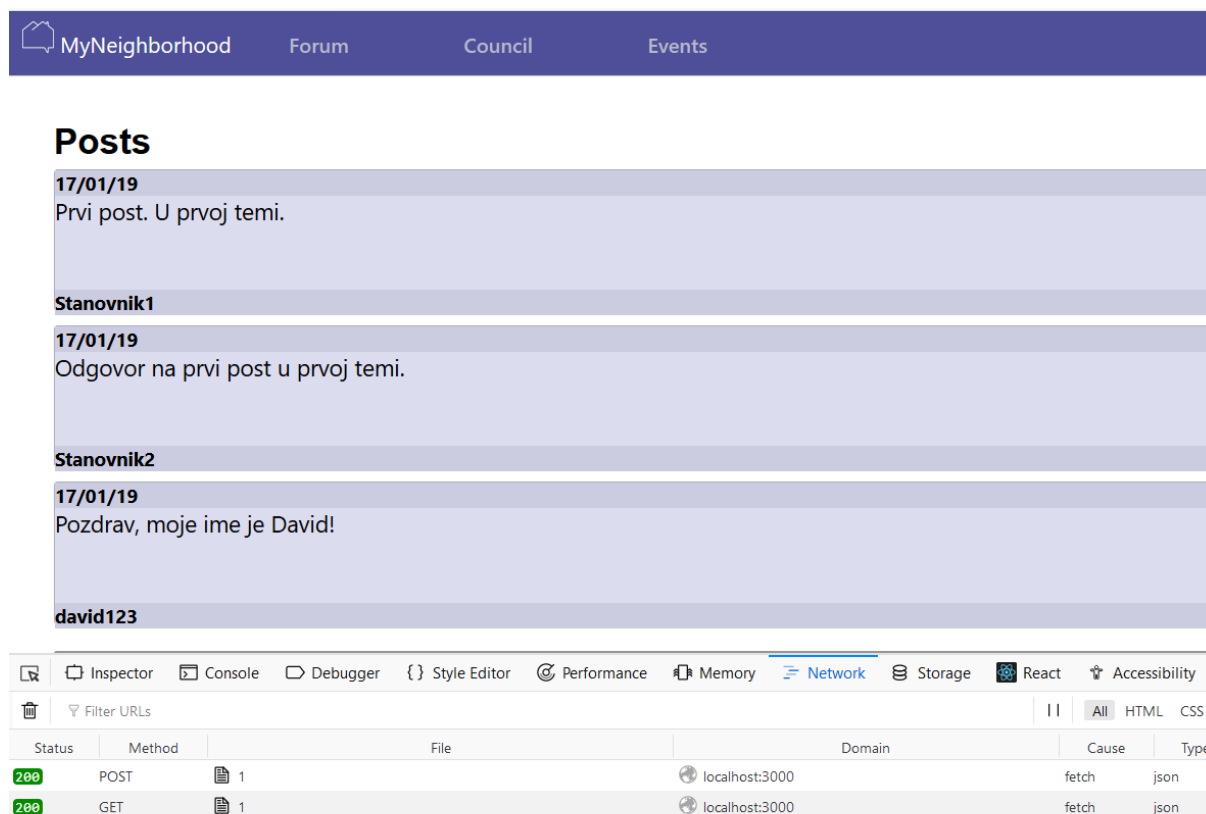 MyNeighborhood Forum Council Events
Posts
17/01/19
Prvi post. U prvoj temi.
Stanovnik1
17/01/19
Odgovor na prvi post u prvoj temi.
Stanovnik2
17/01/19
Pozdrav, moje ime je David!
david123
Inspector Console Debugger {} Style Editor Performance Memory Network Storage React Accessibility
Filter URLs All HTML CSS
Status Method File Domain Cause Type
200 POST 1 localhost:3000 fetch json
200 GET 1 localhost:3000 fetch json